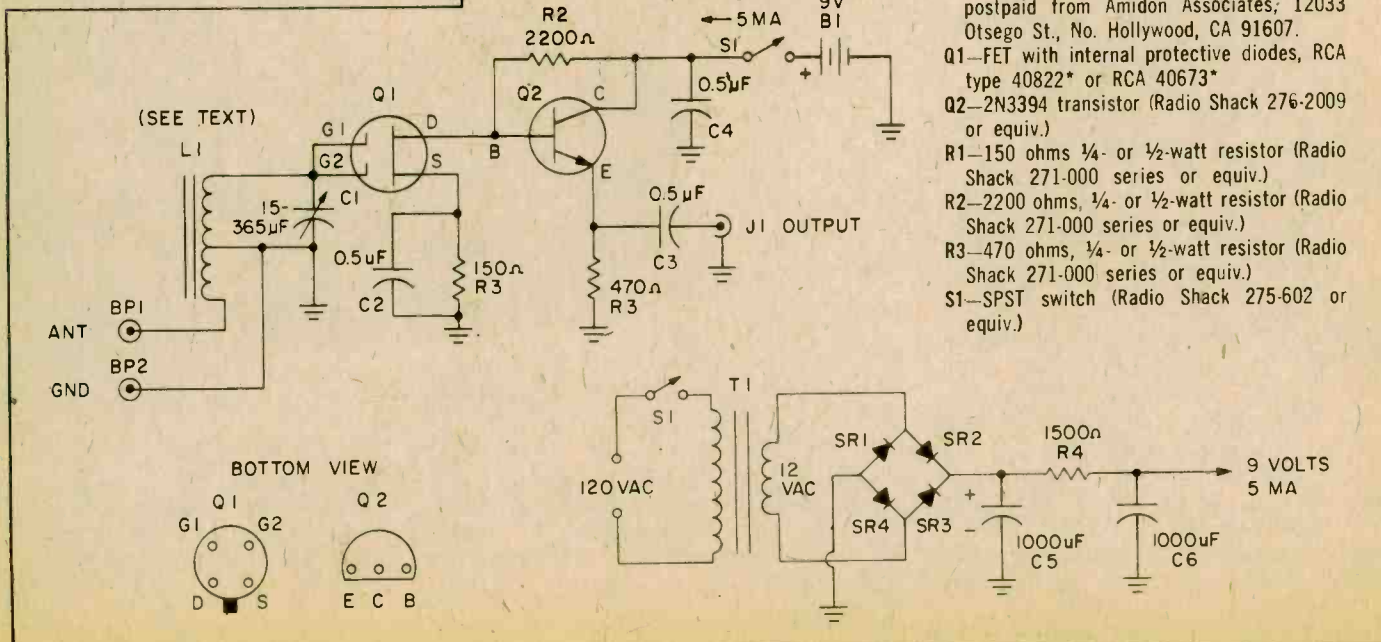 R2
2200Ω
← 5 MA
9V
B1
S1
+
Q1
Q2
C
0.5µF
C4
(SEE TEXT)
L1
G1
D
G2
S
B
E
15-
365µF
C1
0.5µF
C3
J1 OUTPUT
0.5uF
C2
150Ω
R3
470Ω
R3
BP1
ANT
BP2
GND
BOTTOM VIEW
Q1
G1 G2
D S
Q2
E C B
S1
T1
120 VAC
12
VAC
SR1
SR2
SR4
SR3
1500Ω
R4
+
−
1000uF
C5
1000uF
C6
9 VOLTS
5 MA
postpaid from Amidon Associates, 12033
Otsego St., No. Hollywood, CA 91607.
Q1—FET with internal protective diodes, RCA
type 40822* or RCA 40673*
Q2—2N3394 transistor (Radio Shack 276-2009
or equiv.)
R1—150 ohms ¼- or ½-watt resistor (Radio
Shack 271-000 series or equiv.)
R2—2200 ohms, ¼- or ½-watt resistor (Radio
Shack 271-000 series or equiv.)
R3—470 ohms, ¼- or ½-watt resistor (Radio
Shack 271-000 series or equiv.)
S1—SPST switch (Radio Shack 275-602 or
equiv.)